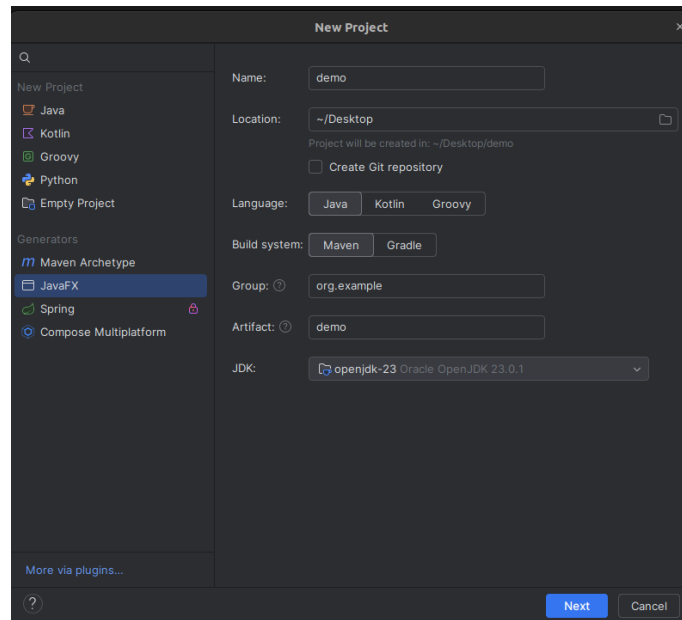 New Project
New Project
Java
Kotlin
Groovy
Python
Empty Project
Generators
Maven Archetype
JavaFX
Spring
Compose Multiplatform
More via plugins...
Name: demo
Location: ~/Desktop
Project will be created in: ~/Desktop/demo
Create Git repository
Language: Java Kotlin Groovy
Build system: Maven Gradle
Group: ? org.example
Artifact: ? demo
JDK: openjdk-23 Oracle OpenJDK 23.0.1
? Next Cancel